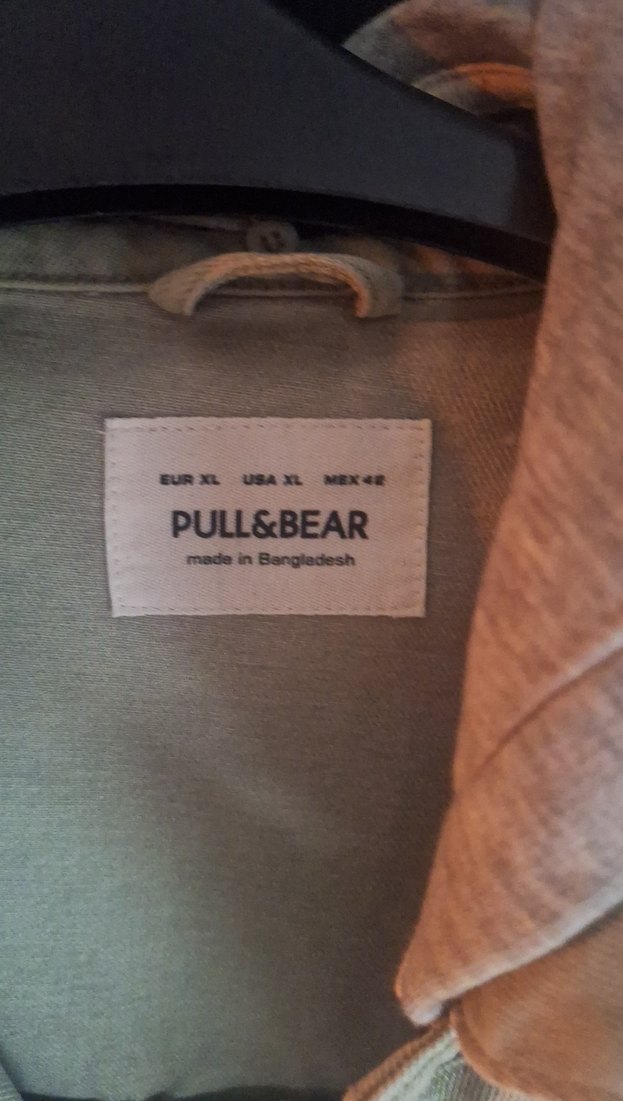 EUR XL USA XL MEX 42
PULL&BEAR
made in Bangladesh